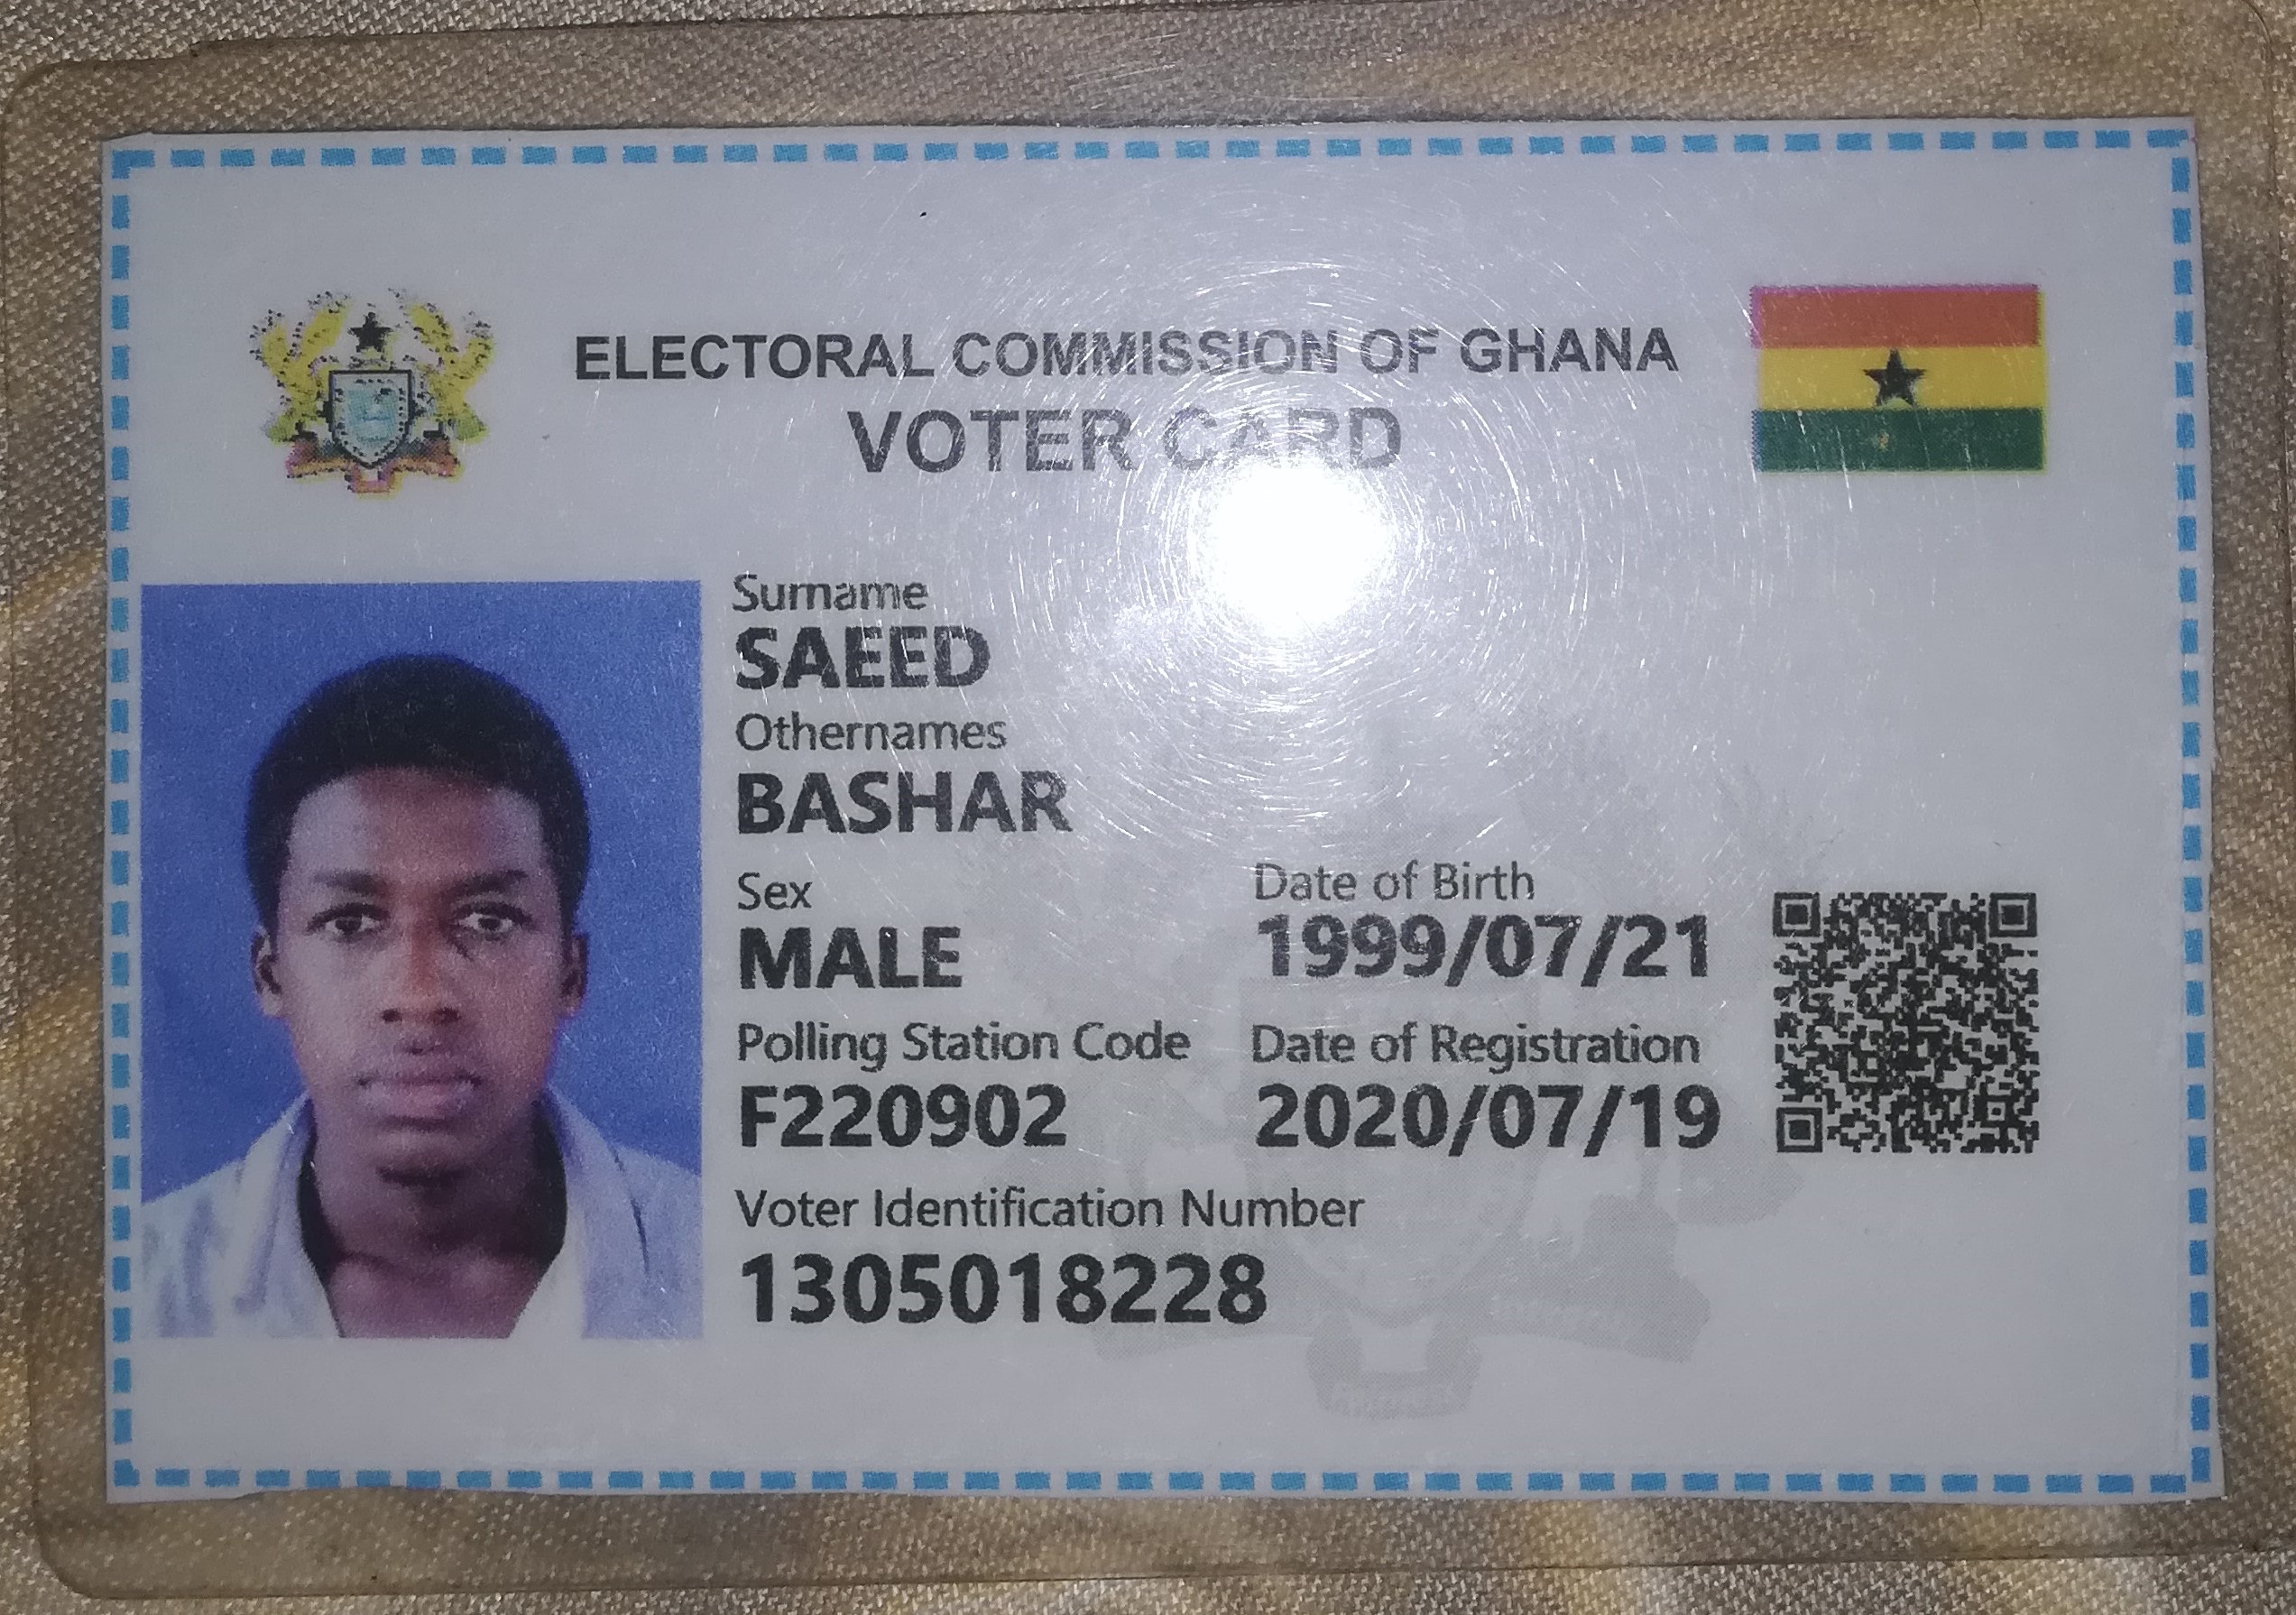 ELECTORAL COMMISSION OF GHANA
VOTER CARD
Surname
SAEED
Othernames
BASHAR
Sex
MALE
Date of Birth
1999/07/21
Polling Station Code
F220902
Date of Registration
2020/07/19
Voter Identification Number
1305018228